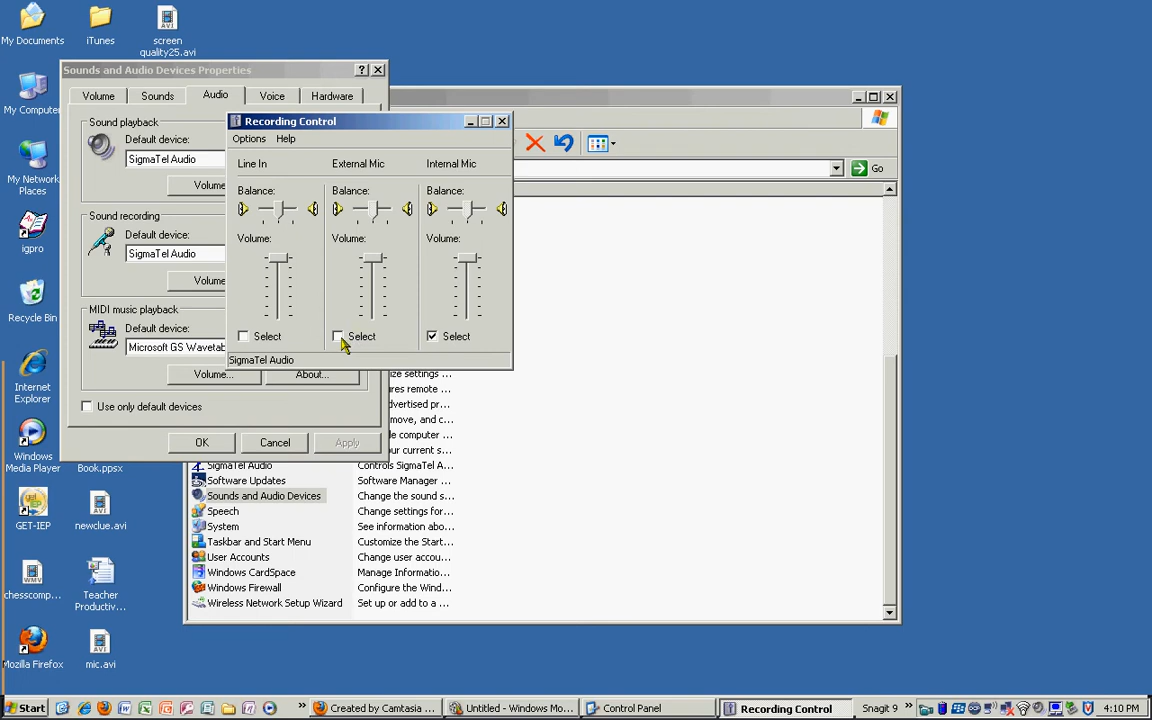 My Documents
iTunes
screen
quality25.avi
My Computer
My Network
Places
igpro
Recycle Bin
Internet
Explorer
Windows
Media Player
Book.ppsx
GET-IEP
newclue.avi
chesscomp...
Teacher
Productiv...
Mozilla Firefox
mic.avi
Sounds and Audio Devices Properties
Volume
Sounds
Audio
Voice
Hardware
Sound playback
Default device:
SigmaTel Audio
Volume
Sound recording
Default device:
SigmaTel Audio
Volume
MIDI music playback
Default device:
Microsoft GS Wavetab
Volume...
About...
Use only default devices
OK
Cancel
Apply
Recording Control
Options
Help
Line In
External Mic
Internal Mic
Balance:
Balance:
Balance:
Volume:
Volume:
Volume:
Select
Select
Select
SigmaTel Audio
Go
ize settings ...
ures remote ...
dvertised pr...
move, and c...
le computer ...
ur current s...
SigmaTel Audio
Controls SigmaTel A...
Software Updates
Software Manager ...
Sounds and Audio Devices
Change the sound s...
Speech
Change settings for...
System
See information abo...
Taskbar and Start Menu
Customize the Start...
User Accounts
Change user accou...
Windows CardSpace
Manage Informatio...
Windows Firewall
Configure the Wind...
Wireless Network Setup Wizard
Set up or add to a ...
Start
Created by Camtasia ...
Untitled - Windows Mo...
Control Panel
Recording Control
Snagit 9
4:10 PM